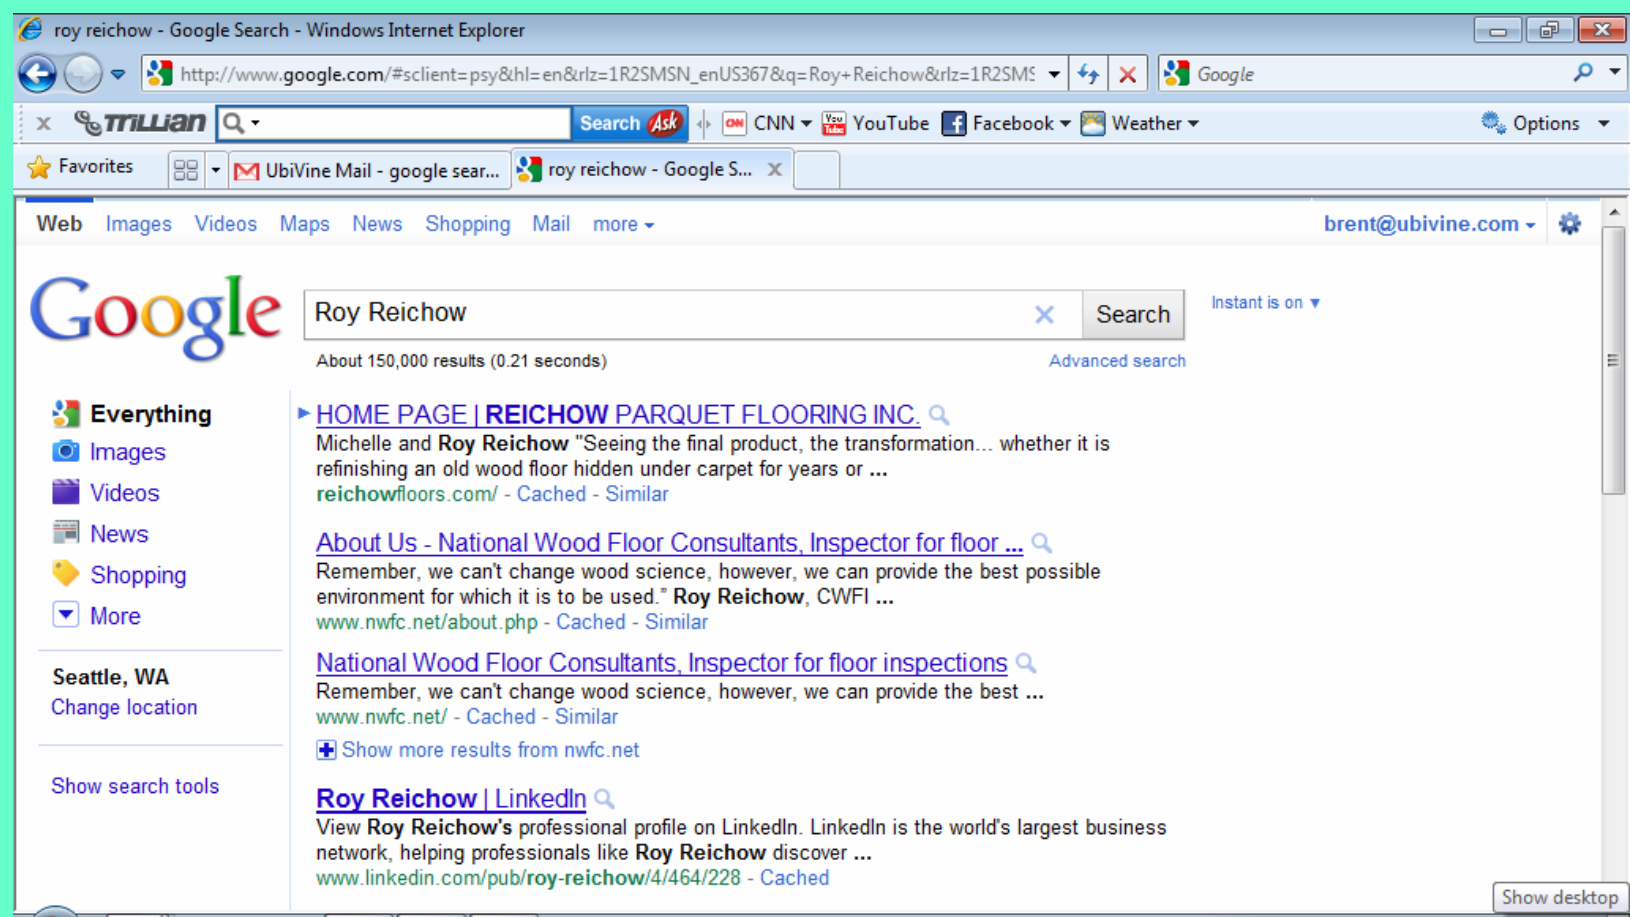 roy reichow - Google Search - Windows Internet Explorer
http://www.google.com/#sclient=psy&hl=en&rlz=1R2SMSN_enUS367&q=Roy+Reichow&rlz=1R2SMS Google
x TRiLLiAN Search Ask CNN YouTube Facebook Weather Options
Favorites UbiVine Mail - google sear... roy reichow - Google S... x
Web Images Videos Maps News Shopping Mail more brent@ubivine.com
Google Roy Reichow Search Instant is on
About 150,000 results (0.21 seconds) Advanced search
Everything
Images
Videos
News
Shopping
More
Seattle, WA
Change location
Show search tools
HOME PAGE | REICHOW PARQUET FLOORING INC.
Michelle and Roy Reichow "Seeing the final product, the transformation... whether it is
refinishing an old wood floor hidden under carpet for years or ...
reichowfloors.com/ - Cached - Similar
About Us - National Wood Floor Consultants, Inspector for floor ...
Remember, we can't change wood science, however, we can provide the best possible
environment for which it is to be used.” Roy Reichow, CWFI ...
www.nwfc.net/about.php - Cached - Similar
National Wood Floor Consultants, Inspector for floor inspections
Remember, we can't change wood science, however, we can provide the best ...
www.nwfc.net/ - Cached - Similar
Show more results from nwfc.net
Roy Reichow | LinkedIn
View Roy Reichow's professional profile on LinkedIn. LinkedIn is the world's largest business
network, helping professionals like Roy Reichow discover ...
www.linkedin.com/pub/roy-reichow/4/464/228 - Cached
Show desktop